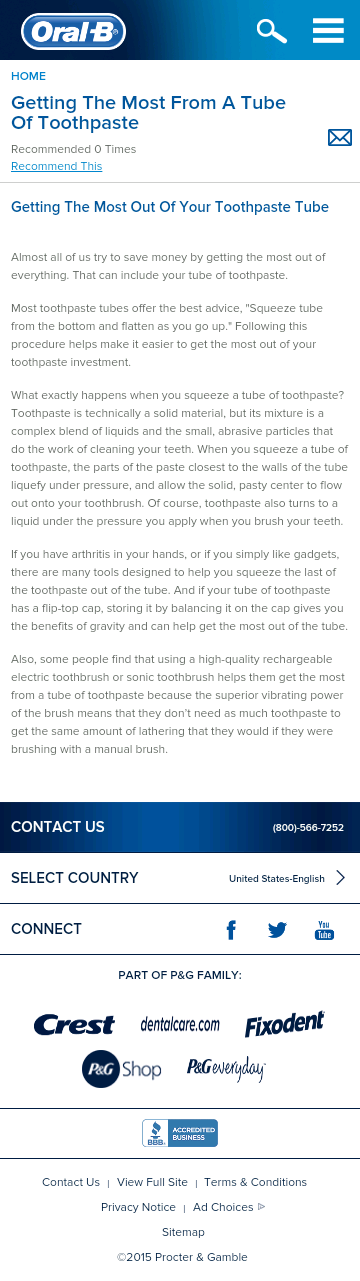 Oral-B®
HOME
Getting The Most From A Tube
Of Toothpaste
Recommended 0 Times
Recommend This
Getting The Most Out Of Your Toothpaste Tube
Almost all of us try to save money by getting the most out of
everything. That can include your tube of toothpaste.
Most toothpaste tubes offer the best advice, "Squeeze tube
from the bottom and flatten as you go up." Following this
procedure helps make it easier to get the most out of your
toothpaste investment.
What exactly happens when you squeeze a tube of toothpaste?
Toothpaste is technically a solid material, but its mixture is a
complex blend of liquids and the small, abrasive particles that
do the work of cleaning your teeth. When you squeeze a tube of
toothpaste, the parts of the paste closest to the walls of the tube
liquefy under pressure, and allow the solid, pasty center to flow
out onto your toothbrush. Of course, toothpaste also turns to a
liquid under the pressure you apply when you brush your teeth.
If you have arthritis in your hands, or if you simply like gadgets,
there are many tools designed to help you squeeze the last of
the toothpaste out of the tube. And if your tube of toothpaste
has a flip-top cap, storing it by balancing it on the cap gives you
the benefits of gravity and can help get the most out of the tube.
Also, some people find that using a high-quality rechargeable
electric toothbrush or sonic toothbrush helps them get the most
from a tube of toothpaste because the superior vibrating power
of the brush means that they don't need as much toothpaste to
get the same amount of lathering that they would if they were
brushing with a manual brush.
CONTACT US (800)-566-7252
SELECT COUNTRY United States-English
CONNECT You Tube
PART OF P&G FAMILY:
Crest dentalcare.com Fixodent
P&G Shop P&G everyday™
BBB ACCREDITED BUSINESS
Contact Us | View Full Site | Terms & Conditions
Privacy Notice | Ad Choices
Sitemap
©2015 Procter & Gamble